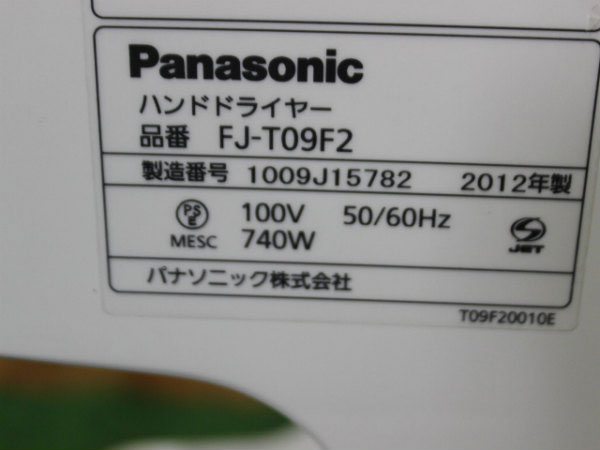 Panasonic
ハンドドライヤー
品番 FJ-T09F2
製造番号 1009J15782 2012年製
PS E 100V 50/60Hz
MESC 740W JET
パナソニック株式会社
T09F20010E